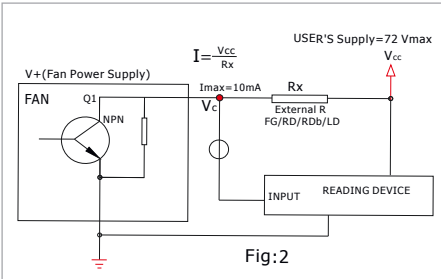 USER'S Supply=72 Vmax
I=Vcc/Rx
Vcc
V+(Fan Power Supply)
Imax=10mA
Rx
FAN
Q1
Vc
External R
NPN
FG/RD/RDb/LD
INPUT
READING DEVICE
Fig:2